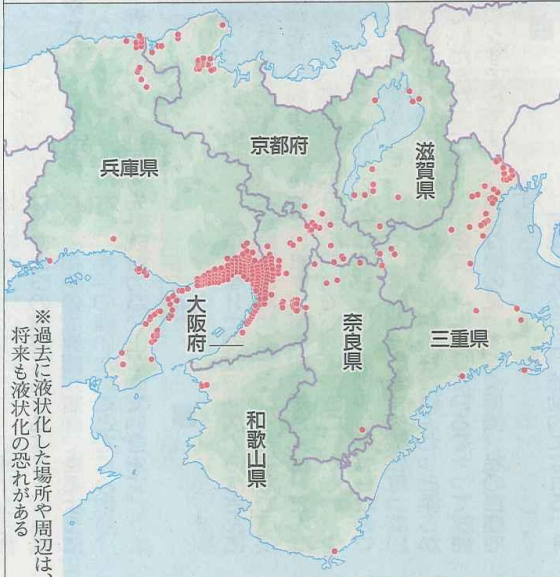 兵庫県
京都府
滋賀県
大阪府
奈良県
三重県
和歌山県
※過去に液状化した場所や周辺は、
将来も液状化の恐れがある